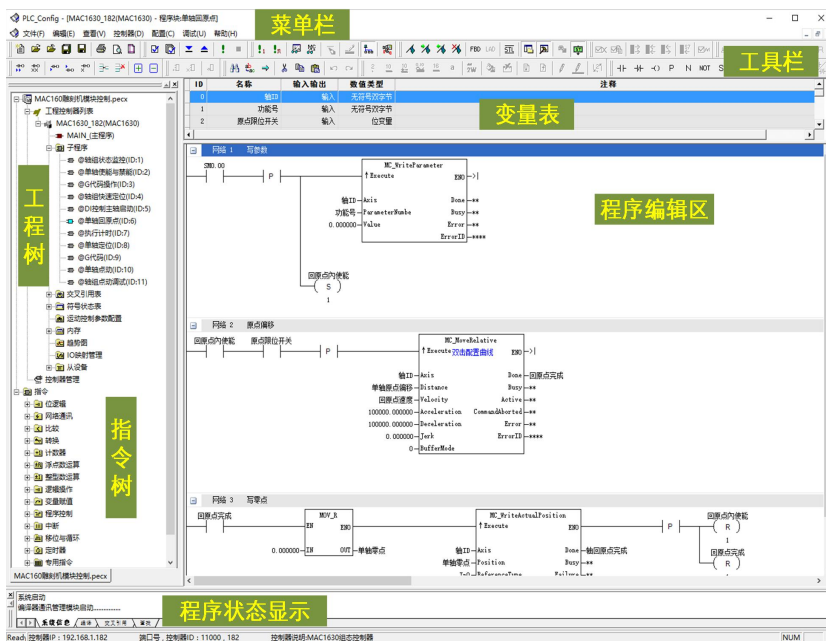 PLC_Config - [MAC1630_182(MAC1630) - 程序块:单轴回原点]
菜单栏
文件(F) 编辑(E) 查看(V) 控制器(D) 配置(C) 调试(U) 帮助(H)
工具栏
FBD LAD STL
P N NOT S
MAC160雕刻机模块控制.pecx
工程控制器列表
MAC1630_182(MAC1630)
MAIN_(主程序)
子程序
@轴组状态监控(ID:1)
@单轴使能与禁能(ID:2)
@G代码操作(ID:3)
@轴组快速定位(ID:4)
@DI控制主轴启动(ID:5)
@单轴回原点(ID:6)
@执行计时(ID:7)
@单轴定位(ID:8)
@G代码(ID:9)
@单轴点动(ID:10)
@轴组点动调试(ID:11)
交叉引用表
符号状态表
运动控制参数配置
内存
趋势图
IO映射管理
从设备
控制器管理
工程树
指令
位逻辑
网络通讯
比较
转换
计数器
浮点数运算
整型数运算
逻辑操作
变量赋值
程序控制
中断
移位与循环
定时器
专用指令
指令树
MAC160雕刻机模块控制.pecx
ID 名称 输入输出 数值类型 注释
0 轴ID 输入 无符号双字节
1 功能号 输入 无符号双字节
2 原点限位开关 输入 位变量
变量表
网络 1 写参数
SM0.00
P
MC_WriteParameter
Execute ENO
轴ID Axis Done **
功能号 ParameterNumbe Busy **
0.000000 Value Error **
ErrorID ****
回原点内使能
S
1
程序编辑区
网络 2 原点偏移
回原点内使能 原点限位开关
P
MC_MoveRelative
Execute 双击配置曲线 ENO
轴ID Axis Done 回原点完成
单轴原点偏移 Distance Busy **
回原点速度 Velocity Active **
100000.000000 Acceleration CommandAborted **
100000.000000 Deceleration Error **
0.000000 Jerk ErrorID ****
0 BufferMode
网络 3 写零点
回原点完成
MOV_R
EN ENO
0.000000 IN OUT 单轴零点
MC_WriteActualPosition
Execute ENO
轴ID Axis Done 轴回原点完成
单轴零点 Position Busy **
P
回原点内使能
R
1
回原点完成
R
系统启动
编译器通讯管理模块启动..............
程序状态显示
系统信息 编译 交叉引用 查找
Ready 控制器IP : 192.168.1.182 端口号 , 控制器ID : 11000 , 182 控制器说明:MAC1630组态控制器 NUM